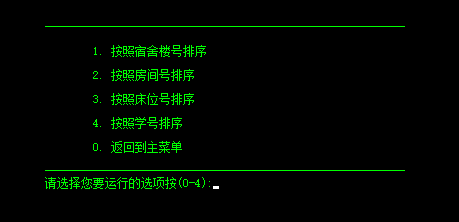 1. 按照宿舍楼号排序
2. 按照房间号排序
3. 按照床位号排序
4. 按照学号排序
0. 返回到主菜单
请选择您要运行的选项按(0-4):